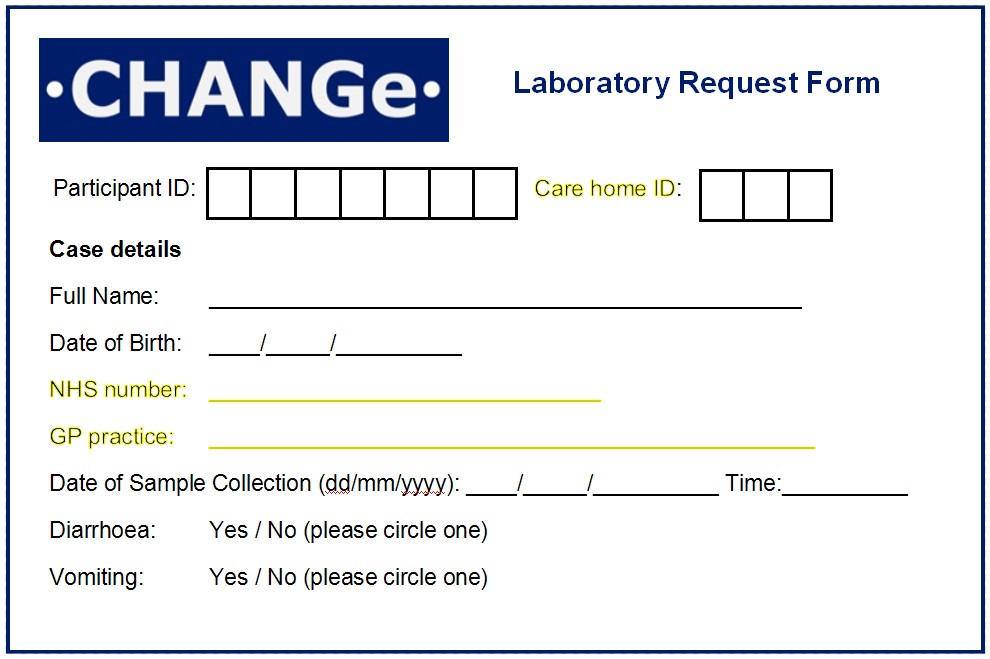 ·CHANGe·
Laboratory Request Form
Participant ID: Care home ID:
Case details
Full Name: ______________________________________________
Date of Birth: ____/_____/__________
NHS number: _______________________________
GP practice: ________________________________________________
Date of Sample Collection (dd/mm/yyyy): ____/_____/__________ Time:__________
Diarrhoea: Yes / No (please circle one)
Vomiting: Yes / No (please circle one)